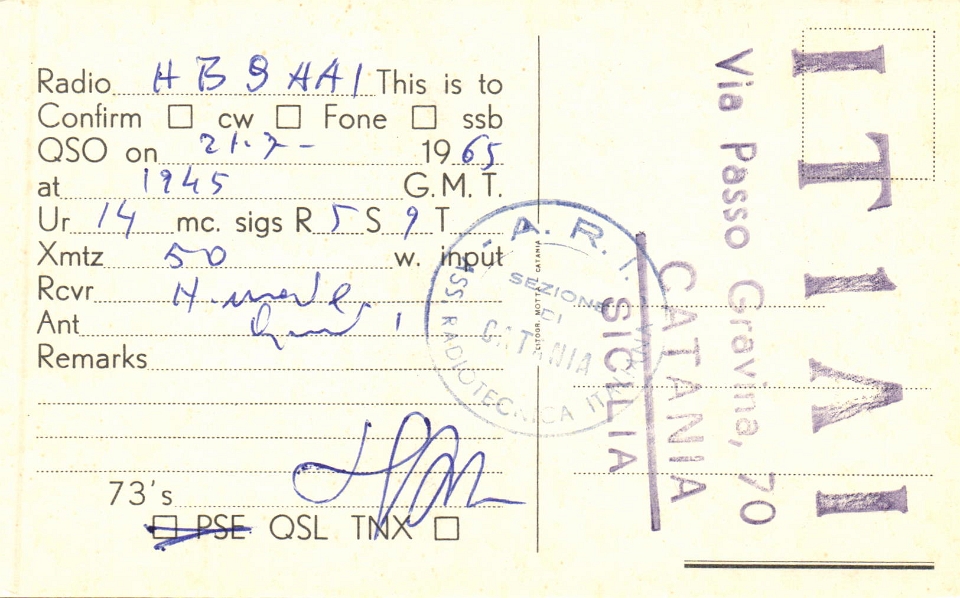 Radio HB9AAI This is to
Confirm □ cw □ Fone □ ssb
QSO on 21.7- 1965
at 1945 G.M.T.
Ur 14 mc. sigs R 5 S 9 T
Xmtz 50 w. input
Rcvr H. made.
Ant
Remarks
73's
□ PSE QSL TNX □
A.R.I.
SEZIONE
DI
CATANIA
ASS. RADIOTECNICA
LITOGR. MOTTA - CATANIA
IT1AI
Via Passo Gravina, 70
CATANIA
SICILIA